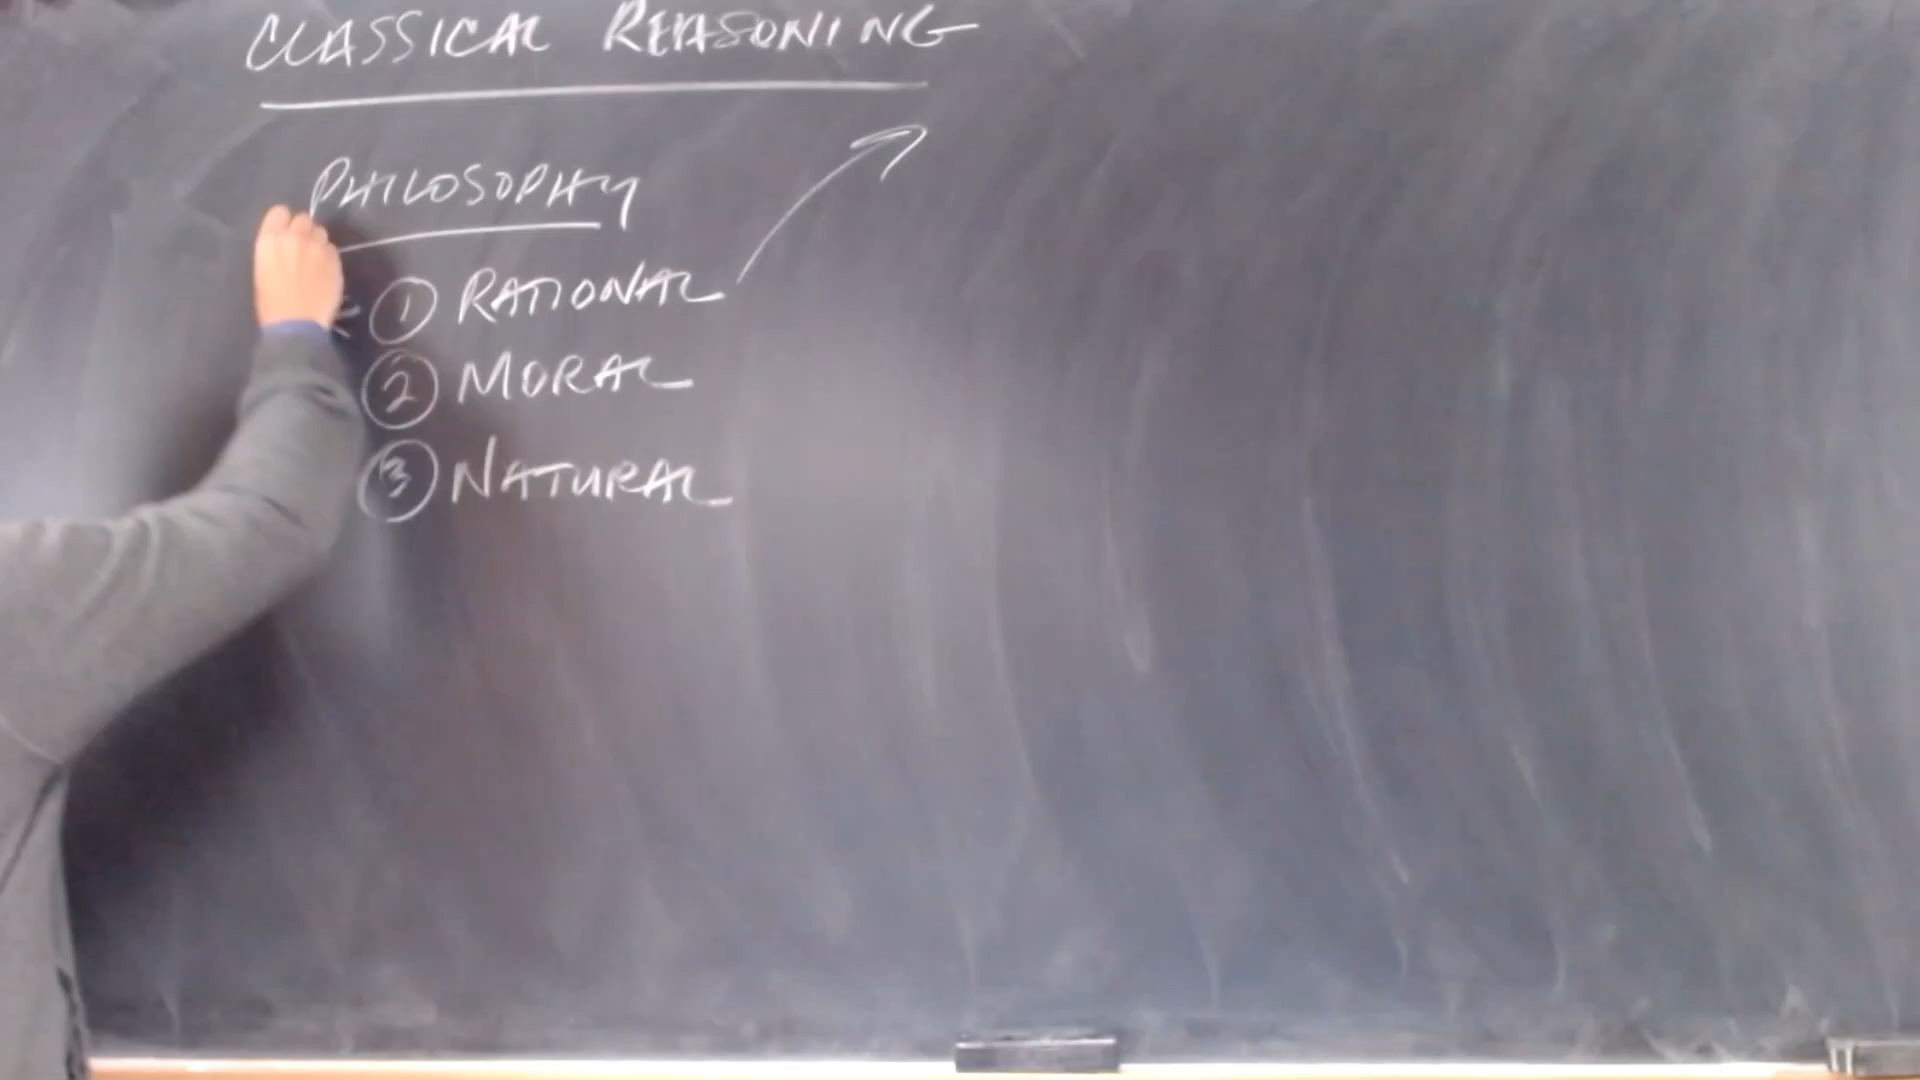 CLASSICAL REASONING
PHILOSOPHY
① RATIONAL
② MORAL
③ NATURAL